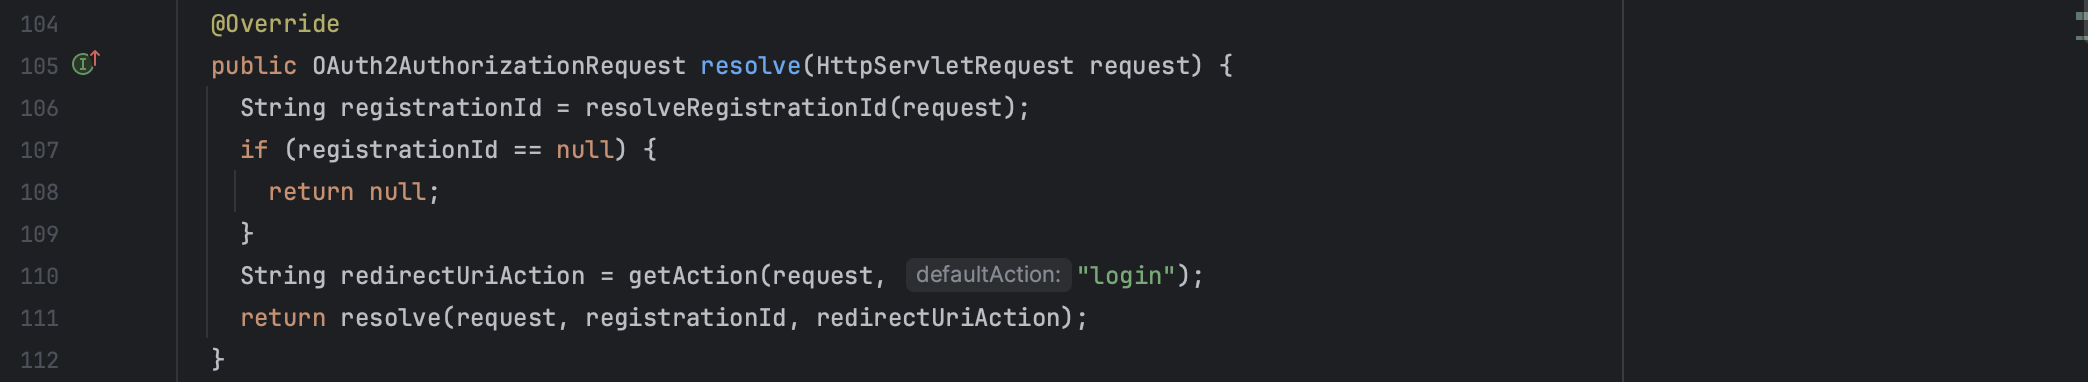 104 @Override
105 public OAuth2AuthorizationRequest resolve(HttpServletRequest request) {
106 String registrationId = resolveRegistrationId(request);
107 if (registrationId == null) {
108 return null;
109 }
110 String redirectUriAction = getAction(request, defaultAction: "login");
111 return resolve(request, registrationId, redirectUriAction);
112 }